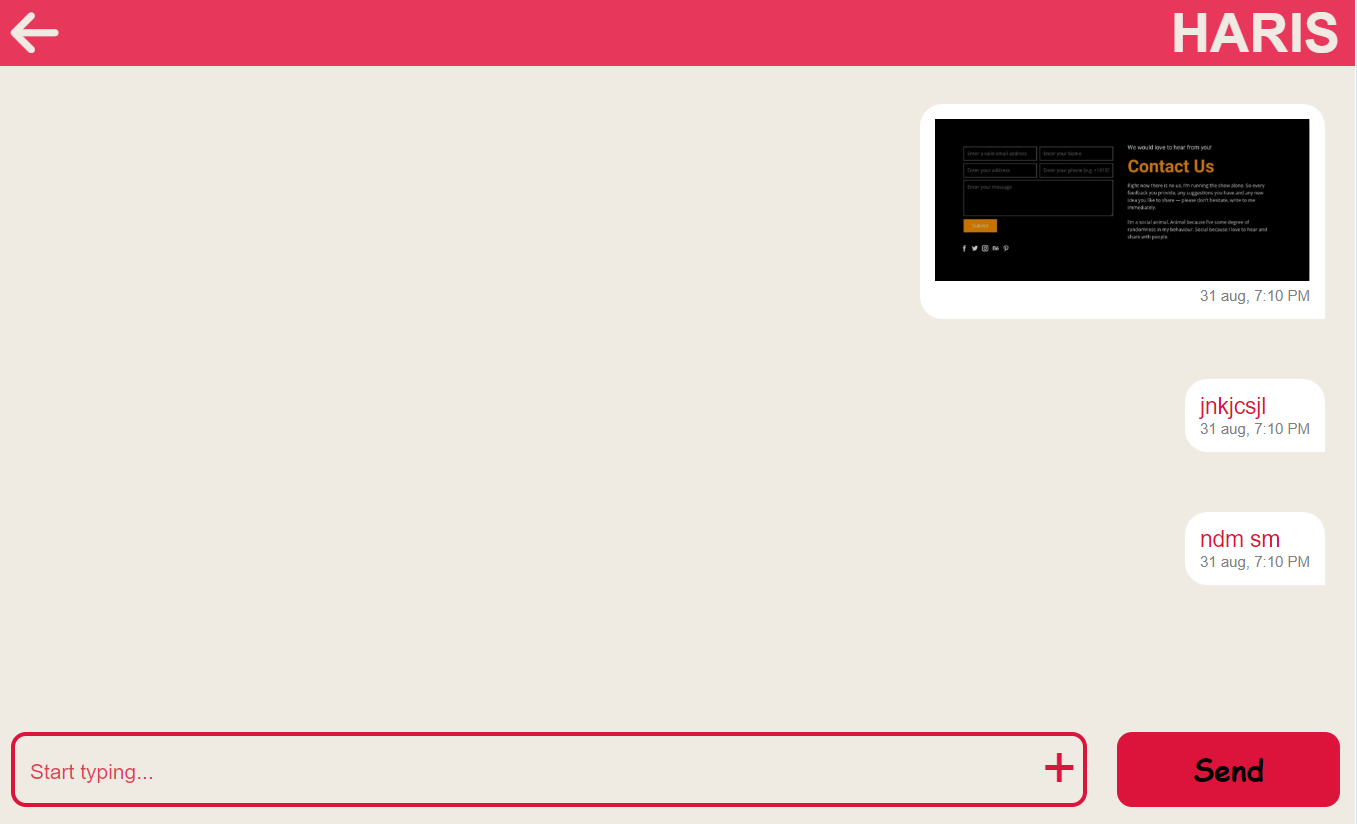 HARIS
Enter a valid email address
Enter your Name
Enter your address
Enter your phone (e.g. +1415?
Enter your message
Submit
We would love to hear from you!
Contact Us
Right now there is no us, I'm running the show alone. So every
feedback you provide, any suggestions you have and any new
idea you like to share — please don't hesitate, write to me
immediately.
I'm a social animal. Animal because I've some degree of
randomness in my behaviour. Social because I love to hear and
share with people.
31 aug, 7:10 PM
jnkjcsjl
31 aug, 7:10 PM
ndm sm
31 aug, 7:10 PM
Start typing...
+
Send